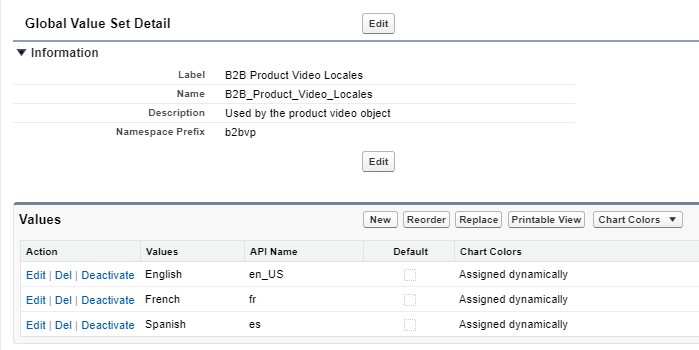 Global Value Set Detail Edit
Information
Label B2B Product Video Locales
Name B2B_Product_Video_Locales
Description Used by the product video object
Namespace Prefix b2bvp
Edit
Values New Reorder Replace Printable View Chart Colors
Action Values API Name Default Chart Colors
Edit | Del | Deactivate English en_US Assigned dynamically
Edit | Del | Deactivate French fr Assigned dynamically
Edit | Del | Deactivate Spanish es Assigned dynamically